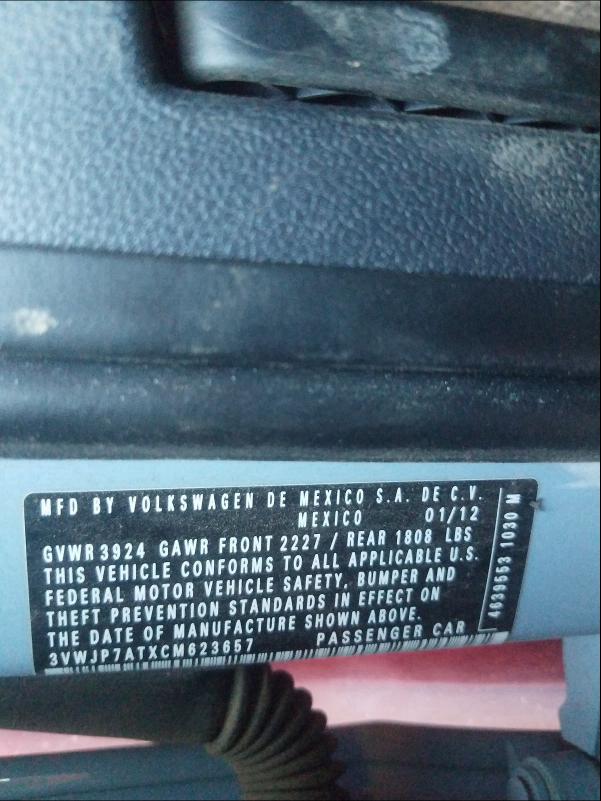 MFD BY VOLKSWAGEN DE MEXICO S.A. DE C.V.
MEXICO 01/12
GVWR 3924 GAWR FRONT 2227 / REAR 1808 LBS
THIS VEHICLE CONFORMS TO ALL APPLICABLE U.S.
FEDERAL MOTOR VEHICLE SAFETY, BUMPER AND
THEFT PREVENTION STANDARDS IN EFFECT ON
THE DATE OF MANUFACTURE SHOWN ABOVE.
3VWJP7ATXCM623657 PASSENGER CAR
4639553 1030 M